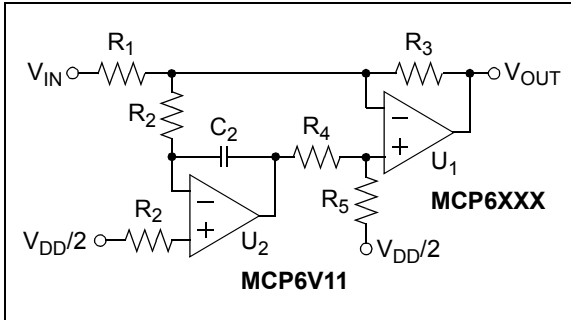 R1
R3
VIN
VOUT
R2
C2
R4
−
+
U1
R5
MCP6XXX
−
+
R2
VDD/2
U2
VDD/2
MCP6V11